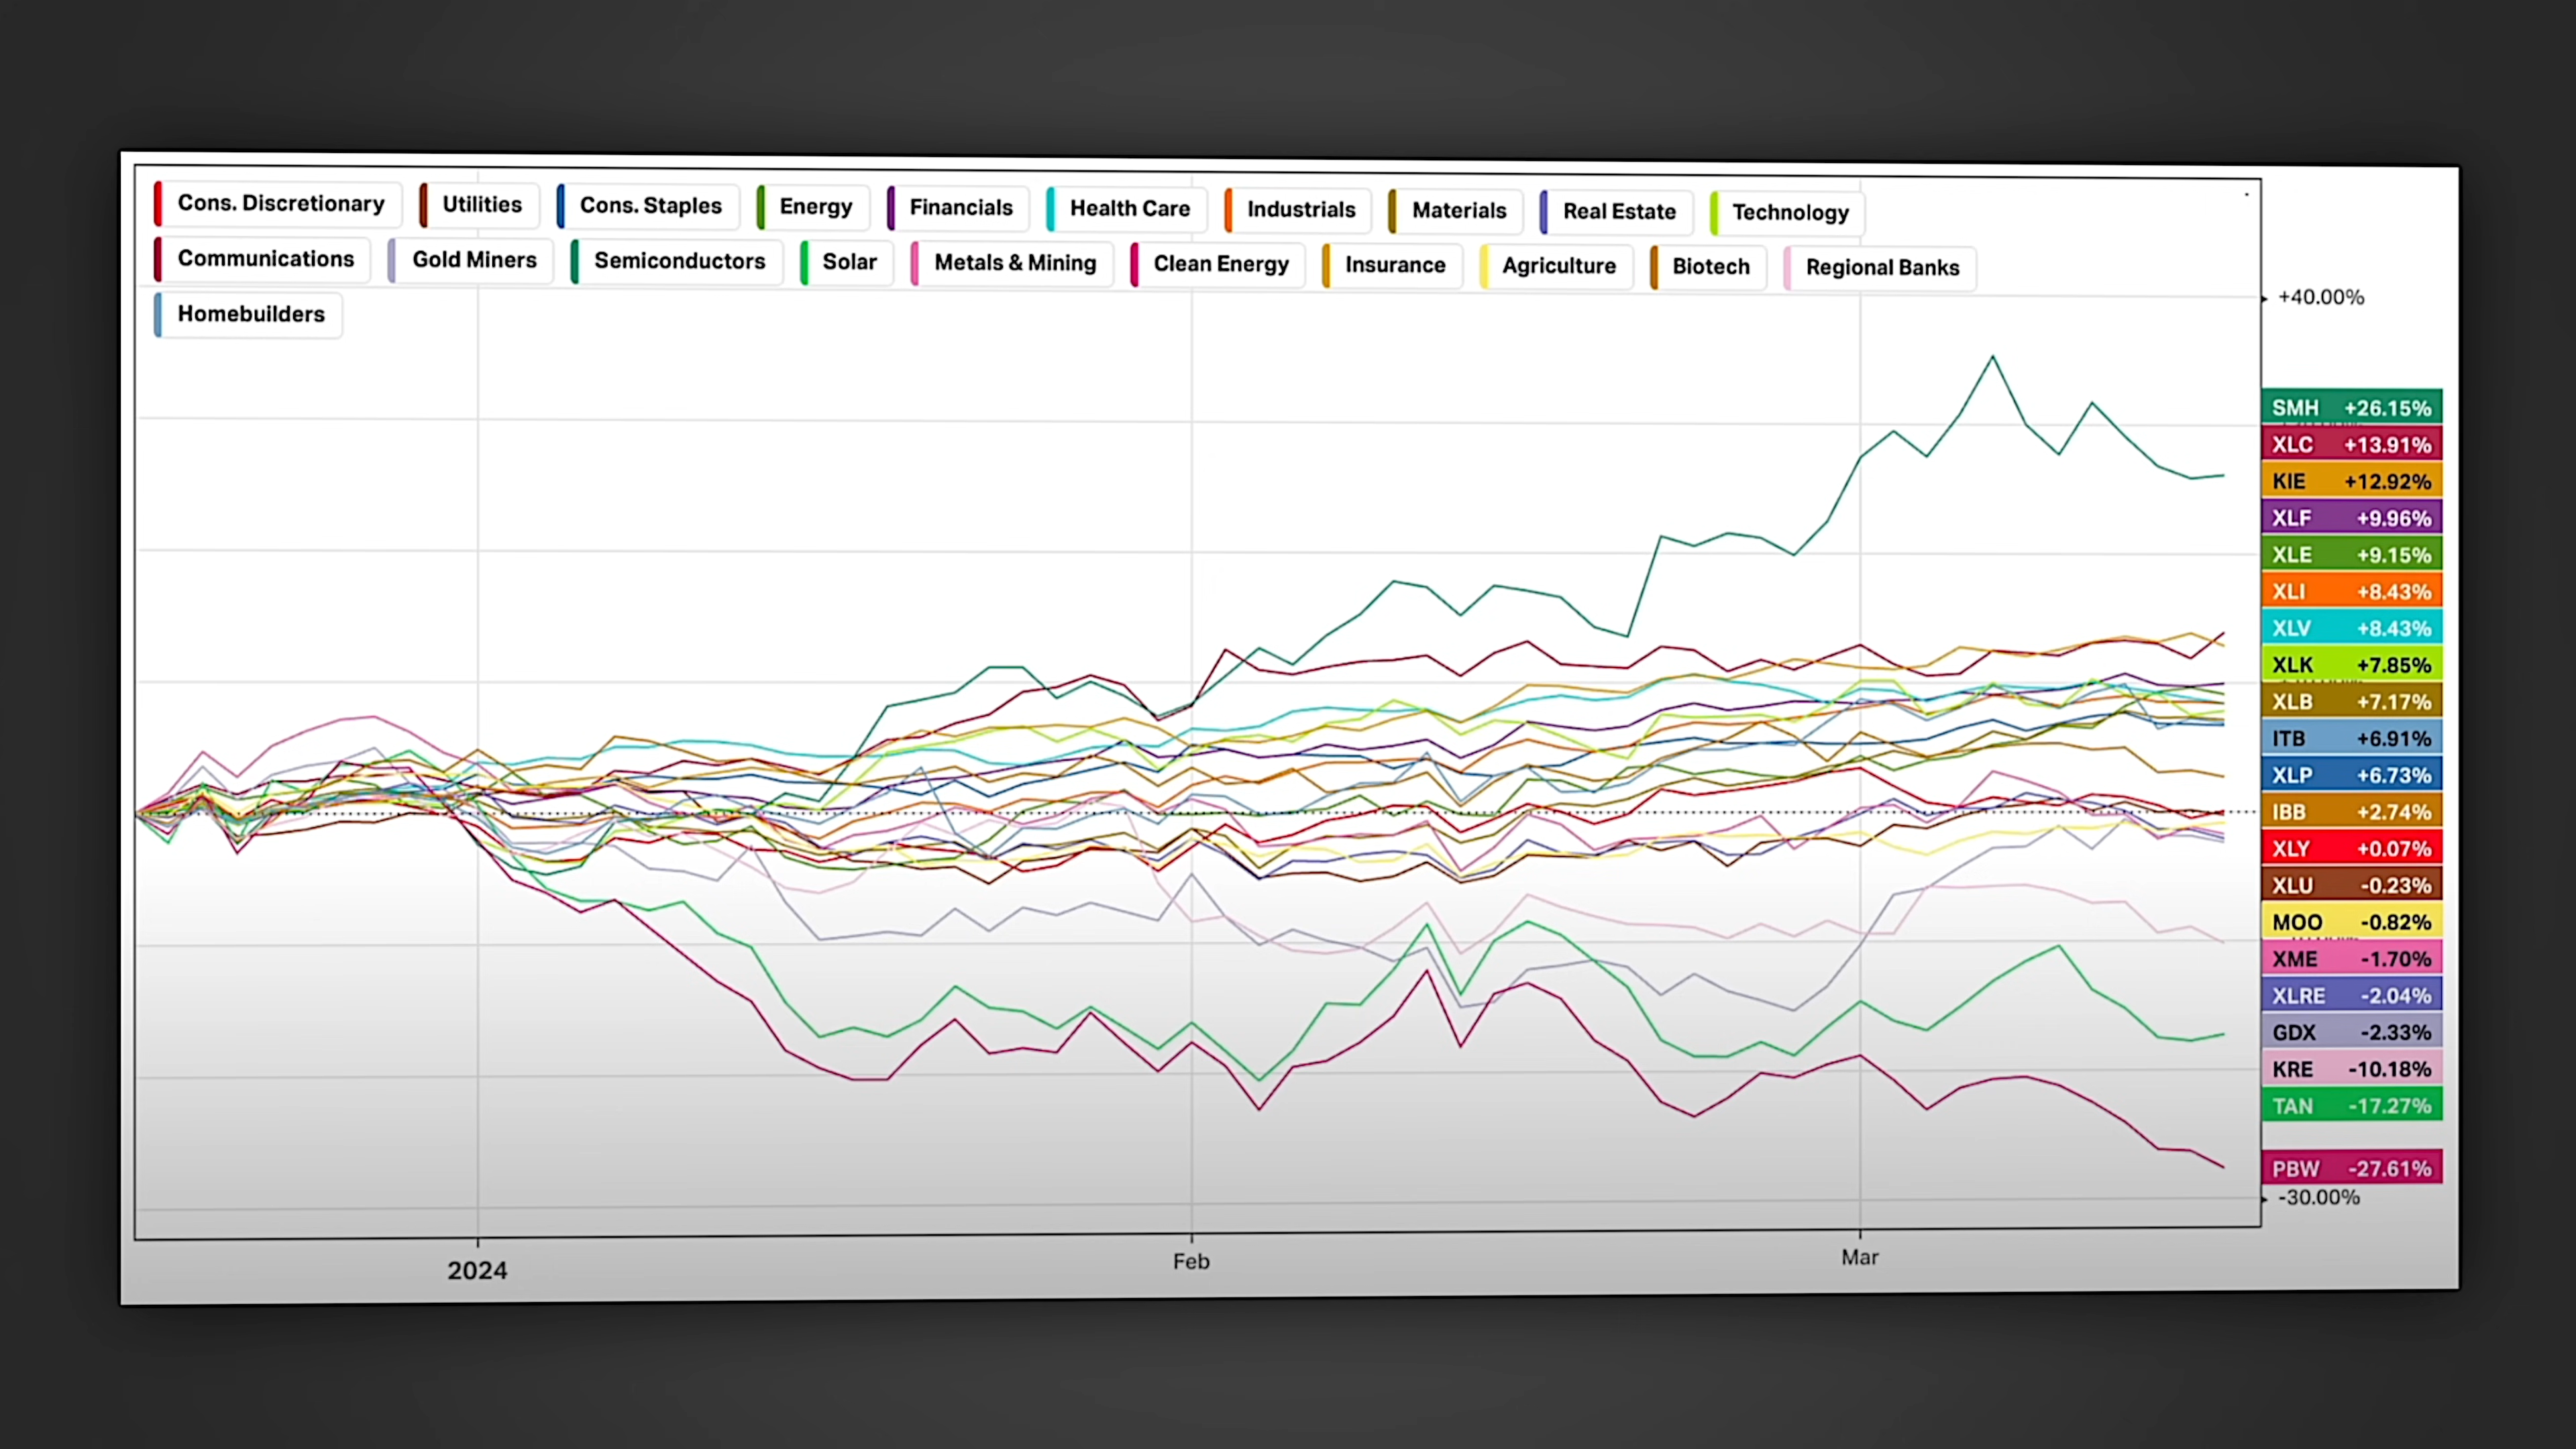 Cons. Discretionary Utilities Cons. Staples Energy Financials Health Care Industrials Materials Real Estate Technology
Communications Gold Miners Semiconductors Solar Metals & Mining Clean Energy Insurance Agriculture Biotech Regional Banks
Homebuilders
+40.00%
SMH +26.15%
XLC +13.91%
KIE +12.92%
XLF +9.96%
XLE +9.15%
XLI +8.43%
XLV +8.43%
XLK +7.85%
XLB +7.17%
ITB +6.91%
XLP +6.73%
IBB +2.74%
XLY +0.07%
XLU -0.23%
MOO -0.82%
XME -1.70%
XLRE -2.04%
GDX -2.33%
KRE -10.18%
TAN -17.27%
PBW -27.61%
-30.00%
2024 Feb Mar